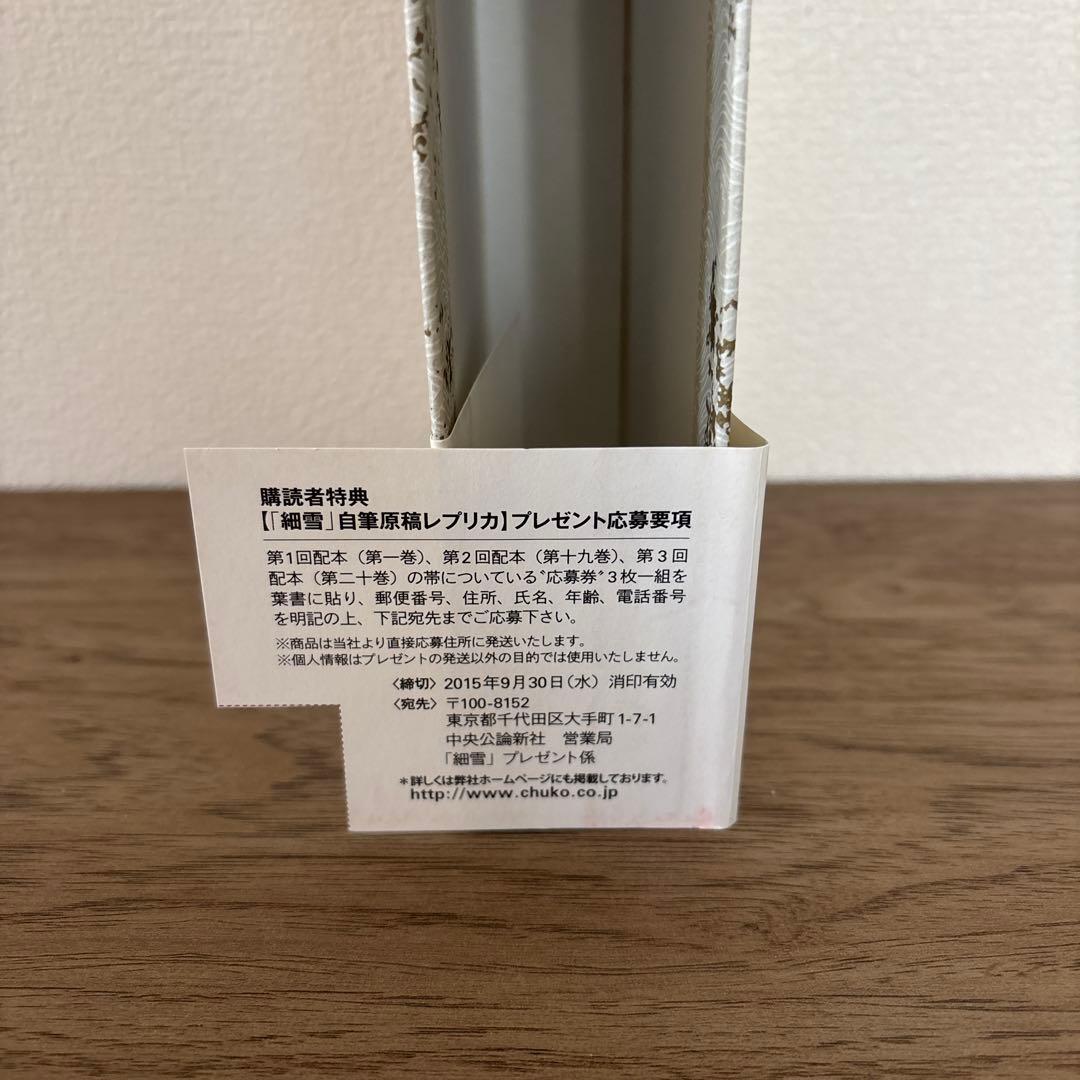 購読者特典
【「細雪」自筆原稿レプリカ】プレゼント応募要項
第1回配本（第一巻）、第2回配本（第十九巻）、第3回
配本（第二十巻）の帯についている〝応募券〟3枚一組を
葉書に貼り、郵便番号、住所、氏名、年齢、電話番号
を明記の上、下記宛先までご応募下さい。
※商品は当社より直接応募住所に発送いたします。
※個人情報はプレゼントの発送以外の目的では使用いたしません。
〈締切〉2015年9月30日（水）消印有効
〈宛先〉〒100-8152
東京都千代田区大手町1-7-1
中央公論新社　営業局
「細雪」プレゼント係
＊詳しくは弊社ホームページにも掲載しております。
http://www.chuko.co.jp